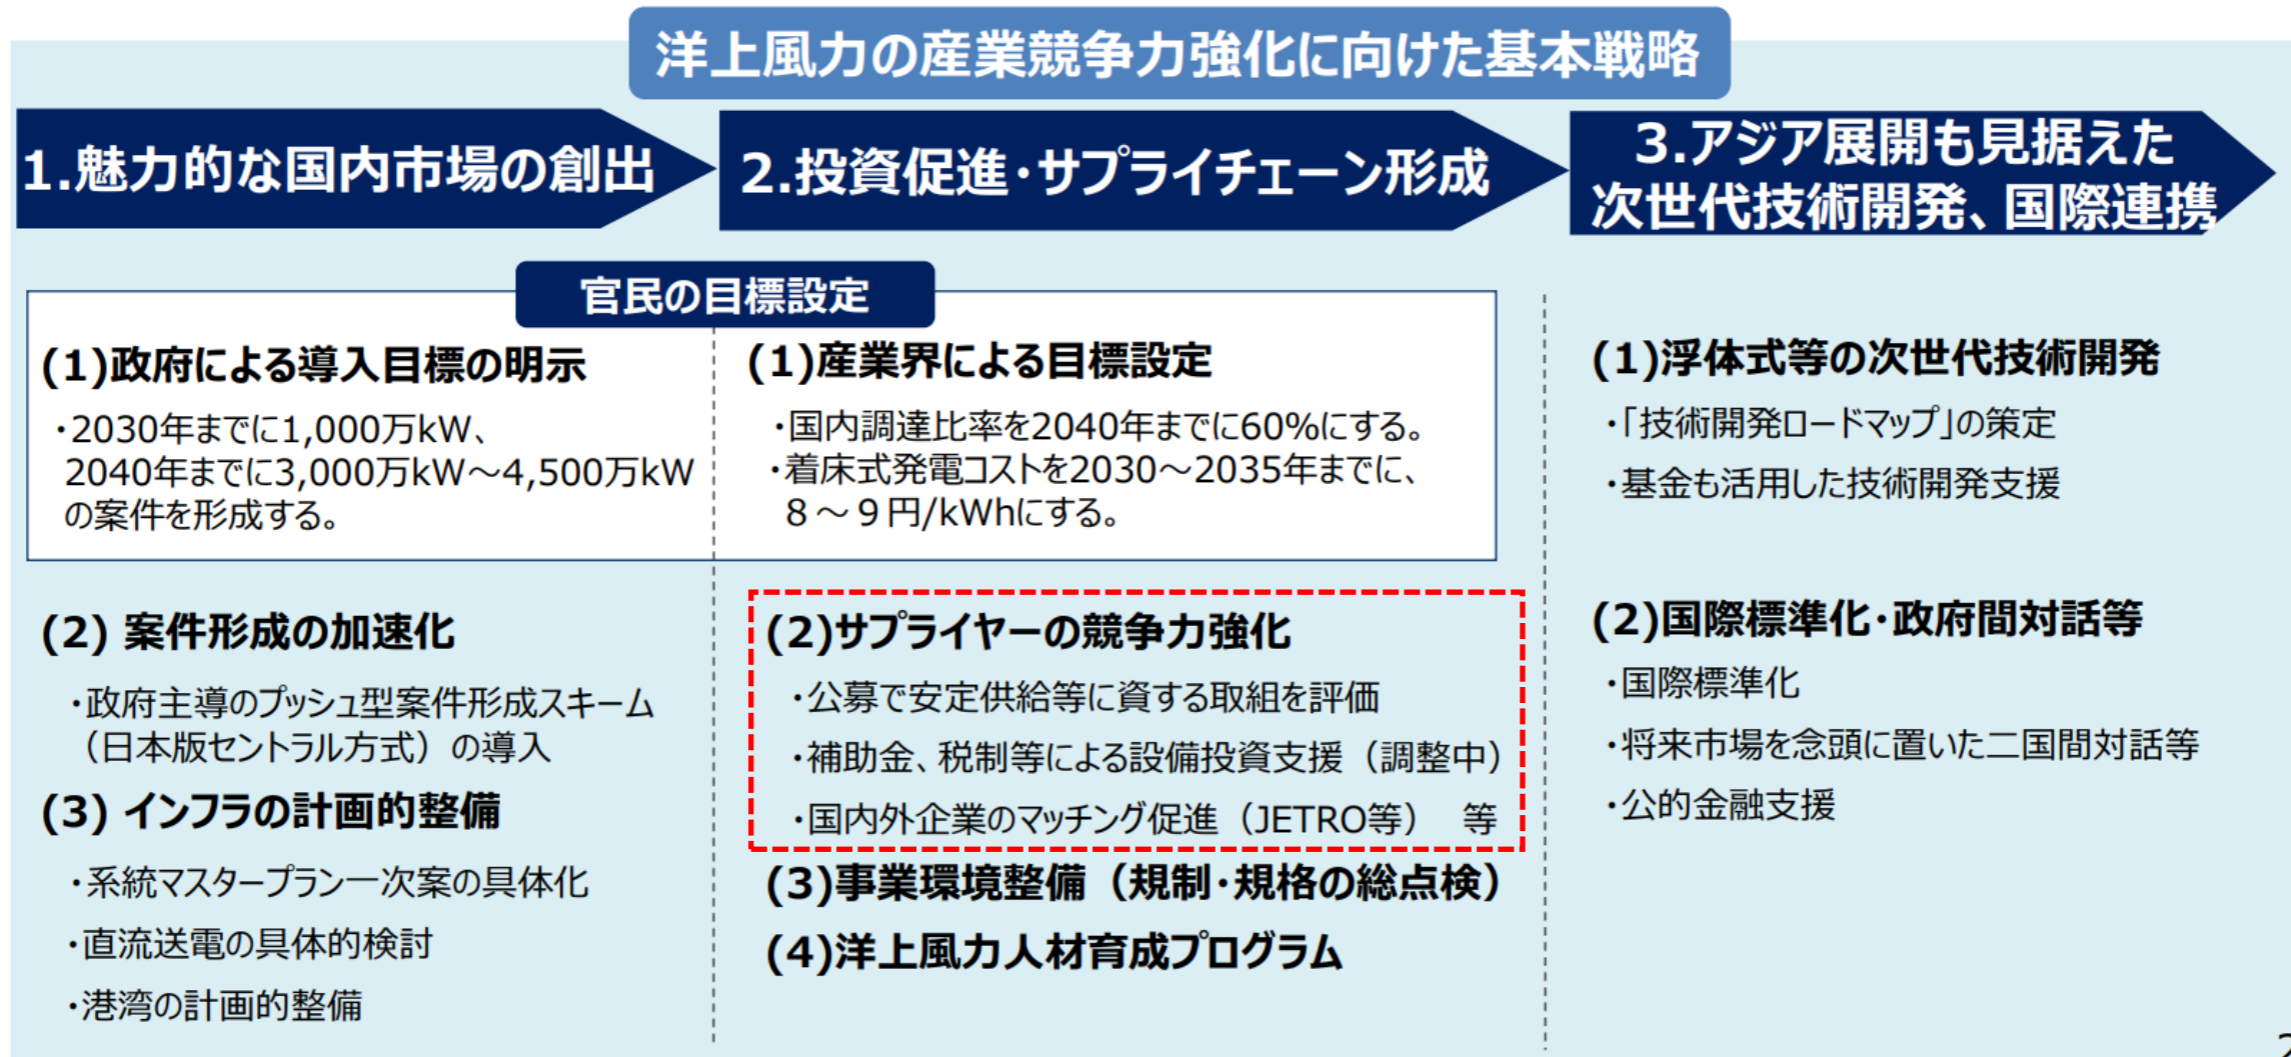 洋上風力の産業競争力強化に向けた基本戦略
1.魅力的な国内市場の創出
2.投資促進・サプライチェーン形成
3.アジア展開も見据えた
次世代技術開発、国際連携
官民の目標設定
(1)政府による導入目標の明示
・2030年までに1,000万kW、
2040年までに3,000万kW～4,500万kW
の案件を形成する。
(2) 案件形成の加速化
・政府主導のプッシュ型案件形成スキーム
（日本版セントラル方式）の導入
(3) インフラの計画的整備
・系統マスタープラン一次案の具体化
・直流送電の具体的検討
・港湾の計画的整備
(1)産業界による目標設定
・国内調達比率を2040年までに60%にする。
・着床式発電コストを2030～2035年までに、
８～９円/kWhにする。
(2)サプライヤーの競争力強化
・公募で安定供給等に資する取組を評価
・補助金、税制等による設備投資支援（調整中）
・国内外企業のマッチング促進（JETRO等） 等
(3)事業環境整備（規制・規格の総点検）
(4)洋上風力人材育成プログラム
(1)浮体式等の次世代技術開発
・「技術開発ロードマップ」の策定
・基金も活用した技術開発支援
(2)国際標準化・政府間対話等
・国際標準化
・将来市場を念頭に置いた二国間対話等
・公的金融支援